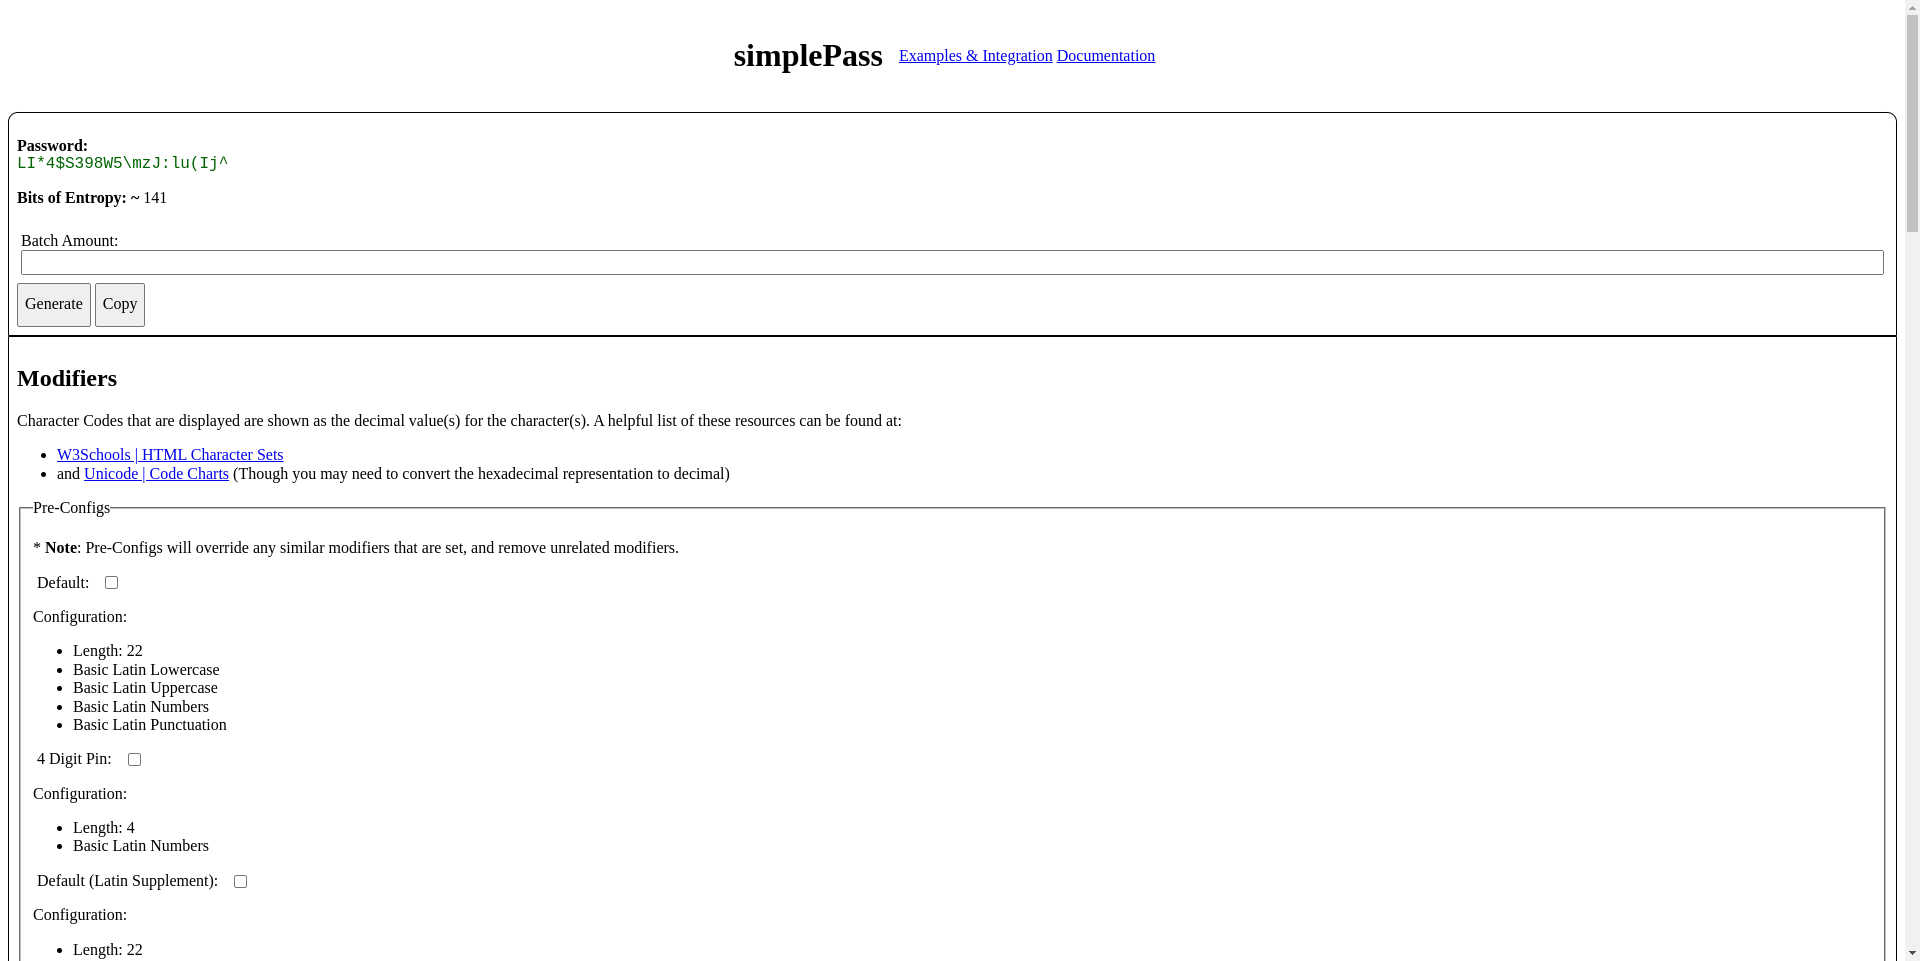 simplePass Examples & Integration Documentation
Password:
LI*4$S398W5\mzJ:lu(Ij^
Bits of Entropy: ~ 141
Batch Amount:
Generate Copy
Modifiers
Character Codes that are displayed are shown as the decimal value(s) for the character(s). A helpful list of these resources can be found at:
W3Schools | HTML Character Sets
and Unicode | Code Charts (Though you may need to convert the hexadecimal representation to decimal)
Pre-Configs
* Note: Pre-Configs will override any similar modifiers that are set, and remove unrelated modifiers.
Default:
Configuration:
Length: 22
Basic Latin Lowercase
Basic Latin Uppercase
Basic Latin Numbers
Basic Latin Punctuation
4 Digit Pin:
Configuration:
Length: 4
Basic Latin Numbers
Default (Latin Supplement):
Configuration:
Length: 22